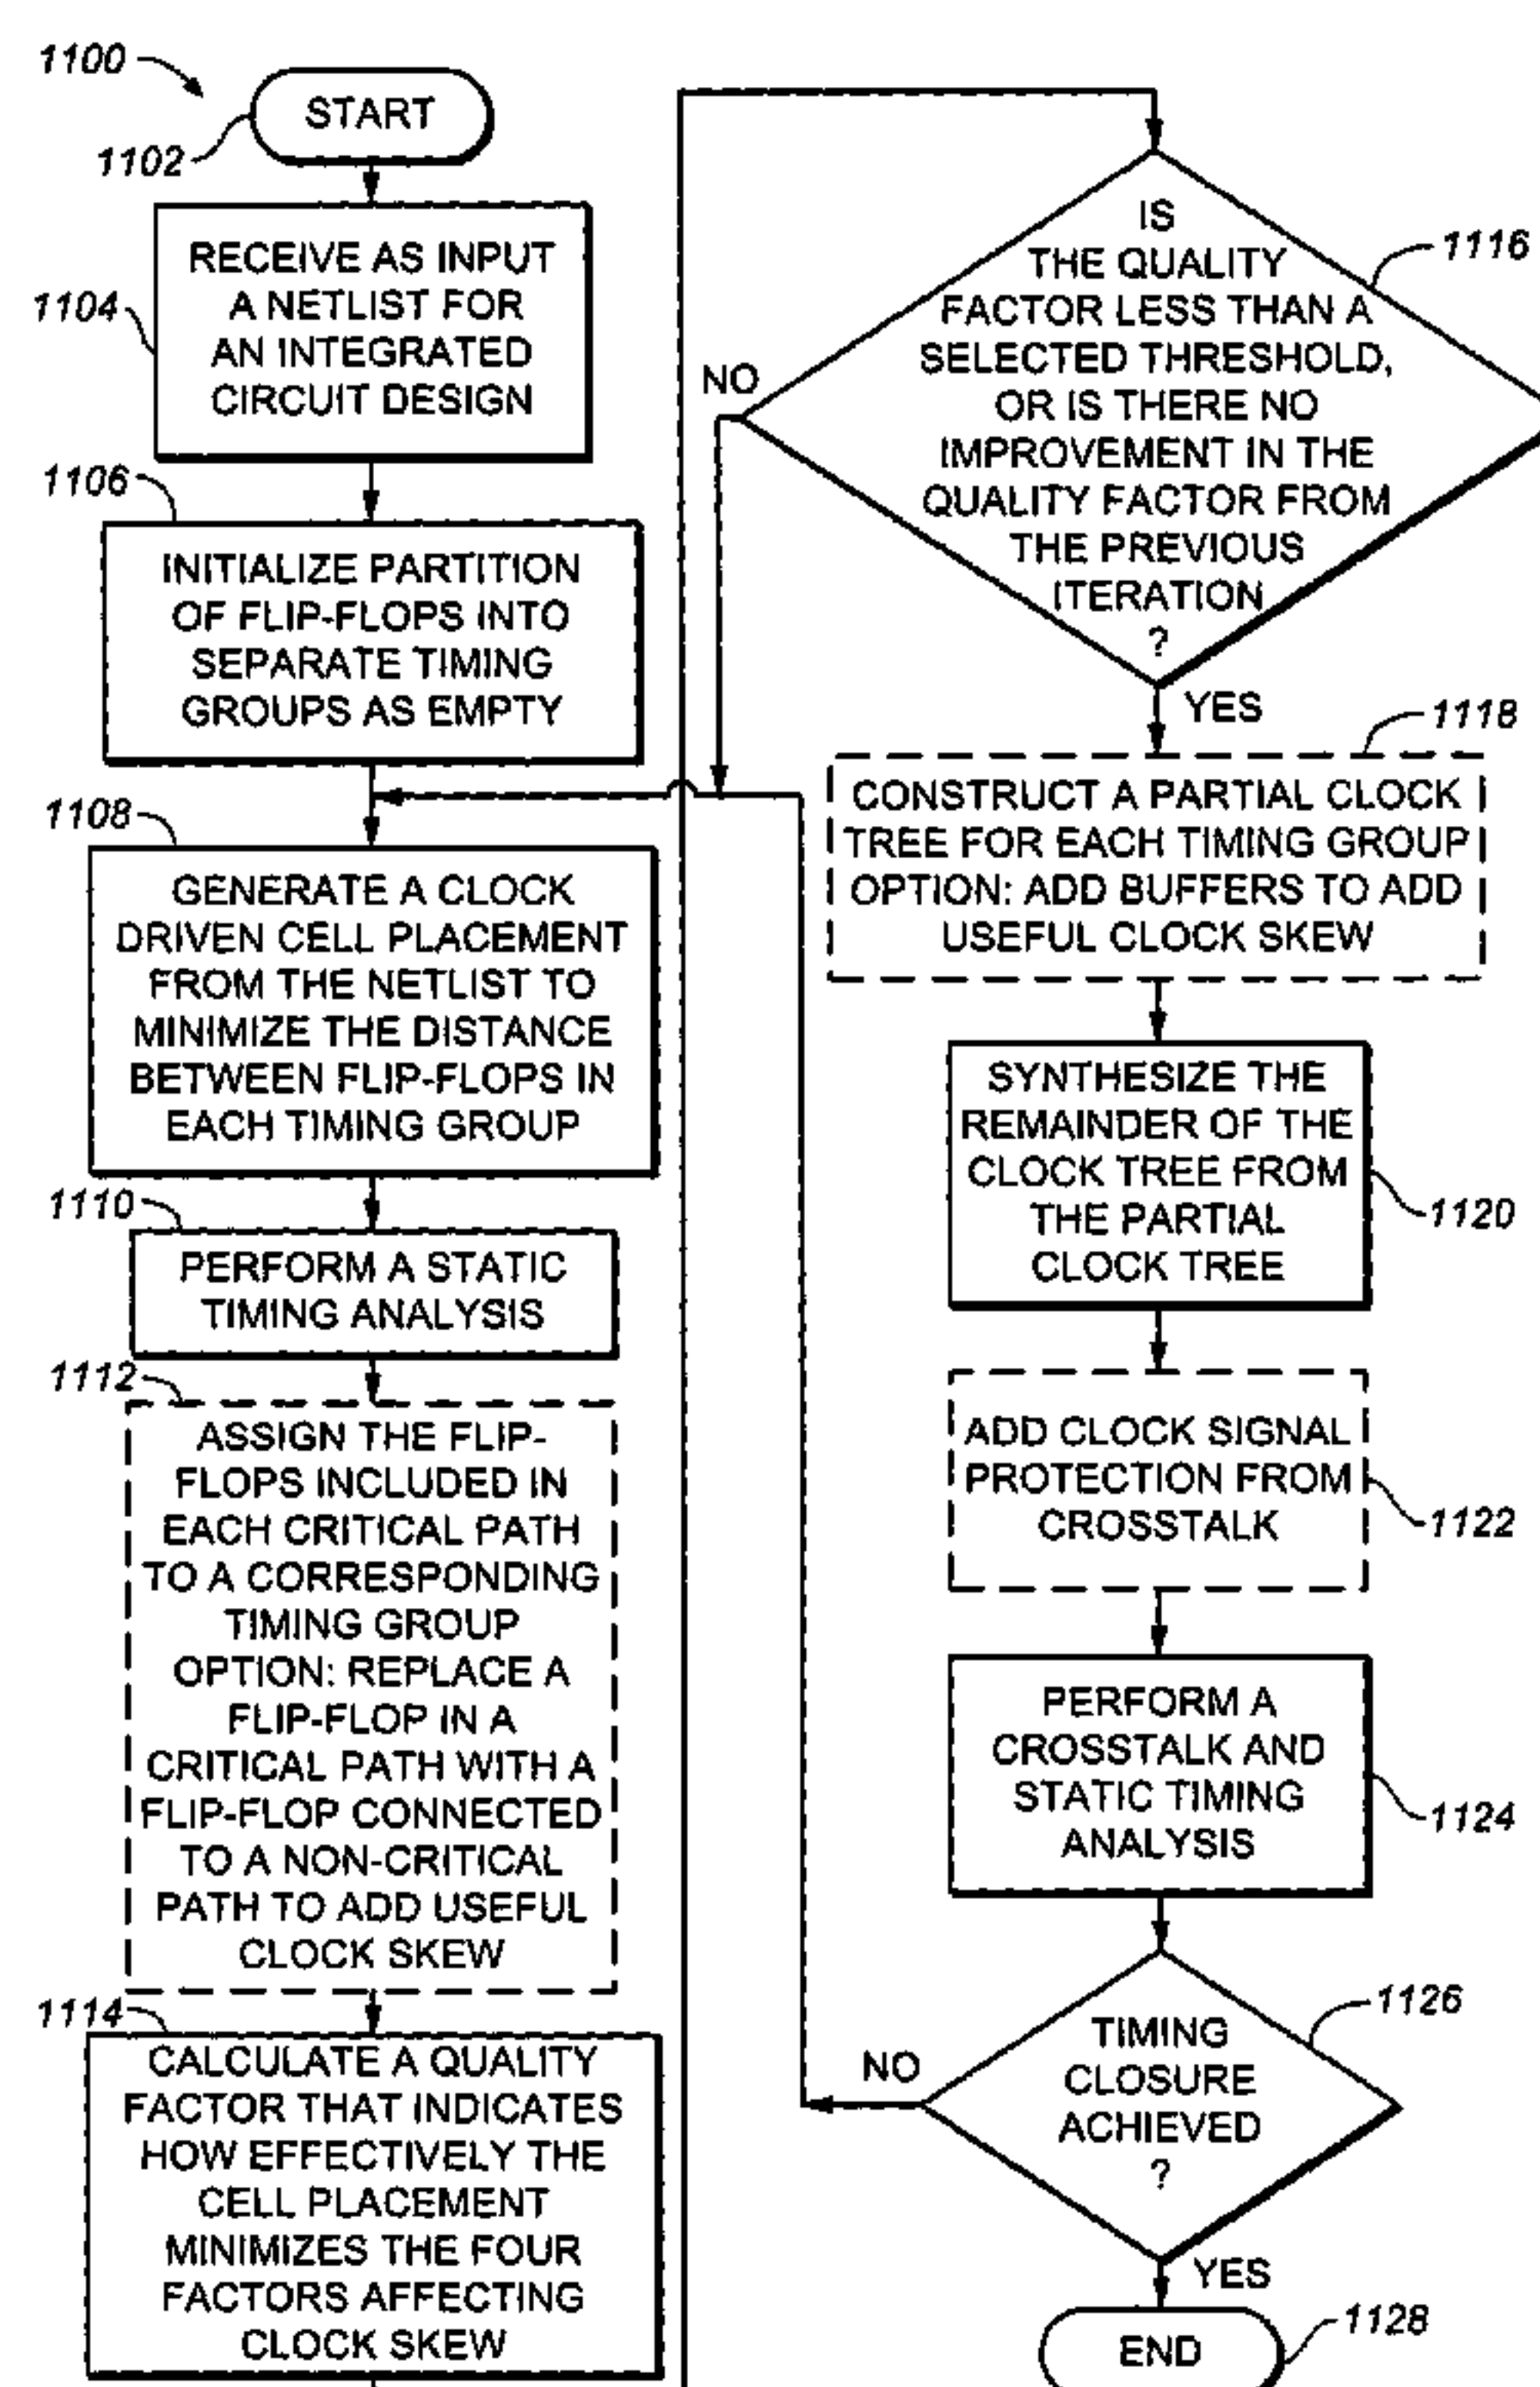 1100
START
1102
RECEIVE AS INPUT
A NETLIST FOR
AN INTEGRATED
CIRCUIT DESIGN
1104
1106
INITIALIZE PARTITION
OF FLIP-FLOPS INTO
SEPARATE TIMING
GROUPS AS EMPTY
1108
GENERATE A CLOCK
DRIVEN CELL PLACEMENT
FROM THE NETLIST TO
MINIMIZE THE DISTANCE
BETWEEN FLIP-FLOPS IN
EACH TIMING GROUP
1110
PERFORM A STATIC
TIMING ANALYSIS
1112
ASSIGN THE FLIP-
FLOPS INCLUDED IN
EACH CRITICAL PATH
TO A CORRESPONDING
TIMING GROUP
OPTION: REPLACE A
FLIP-FLOP IN A
CRITICAL PATH WITH A
FLIP-FLOP CONNECTED
TO A NON-CRITICAL
PATH TO ADD USEFUL
CLOCK SKEW
1114
CALCULATE A QUALITY
FACTOR THAT INDICATES
HOW EFFECTIVELY THE
CELL PLACEMENT
MINIMIZES THE FOUR
FACTORS AFFECTING
CLOCK SKEW
IS
THE QUALITY
FACTOR LESS THAN A
SELECTED THRESHOLD,
OR IS THERE NO
IMPROVEMENT IN THE
QUALITY FACTOR FROM
THE PREVIOUS
ITERATION
?
1116
NO
YES
1118
CONSTRUCT A PARTIAL CLOCK
TREE FOR EACH TIMING GROUP
OPTION: ADD BUFFERS TO ADD
USEFUL CLOCK SKEW
SYNTHESIZE THE
REMAINDER OF THE
CLOCK TREE FROM
THE PARTIAL
CLOCK TREE
1120
ADD CLOCK SIGNAL
PROTECTION FROM
CROSSTALK
1122
PERFORM A
CROSSTALK AND
STATIC TIMING
ANALYSIS
1124
1126
TIMING
CLOSURE
ACHIEVED
?
NO
YES
END
1128